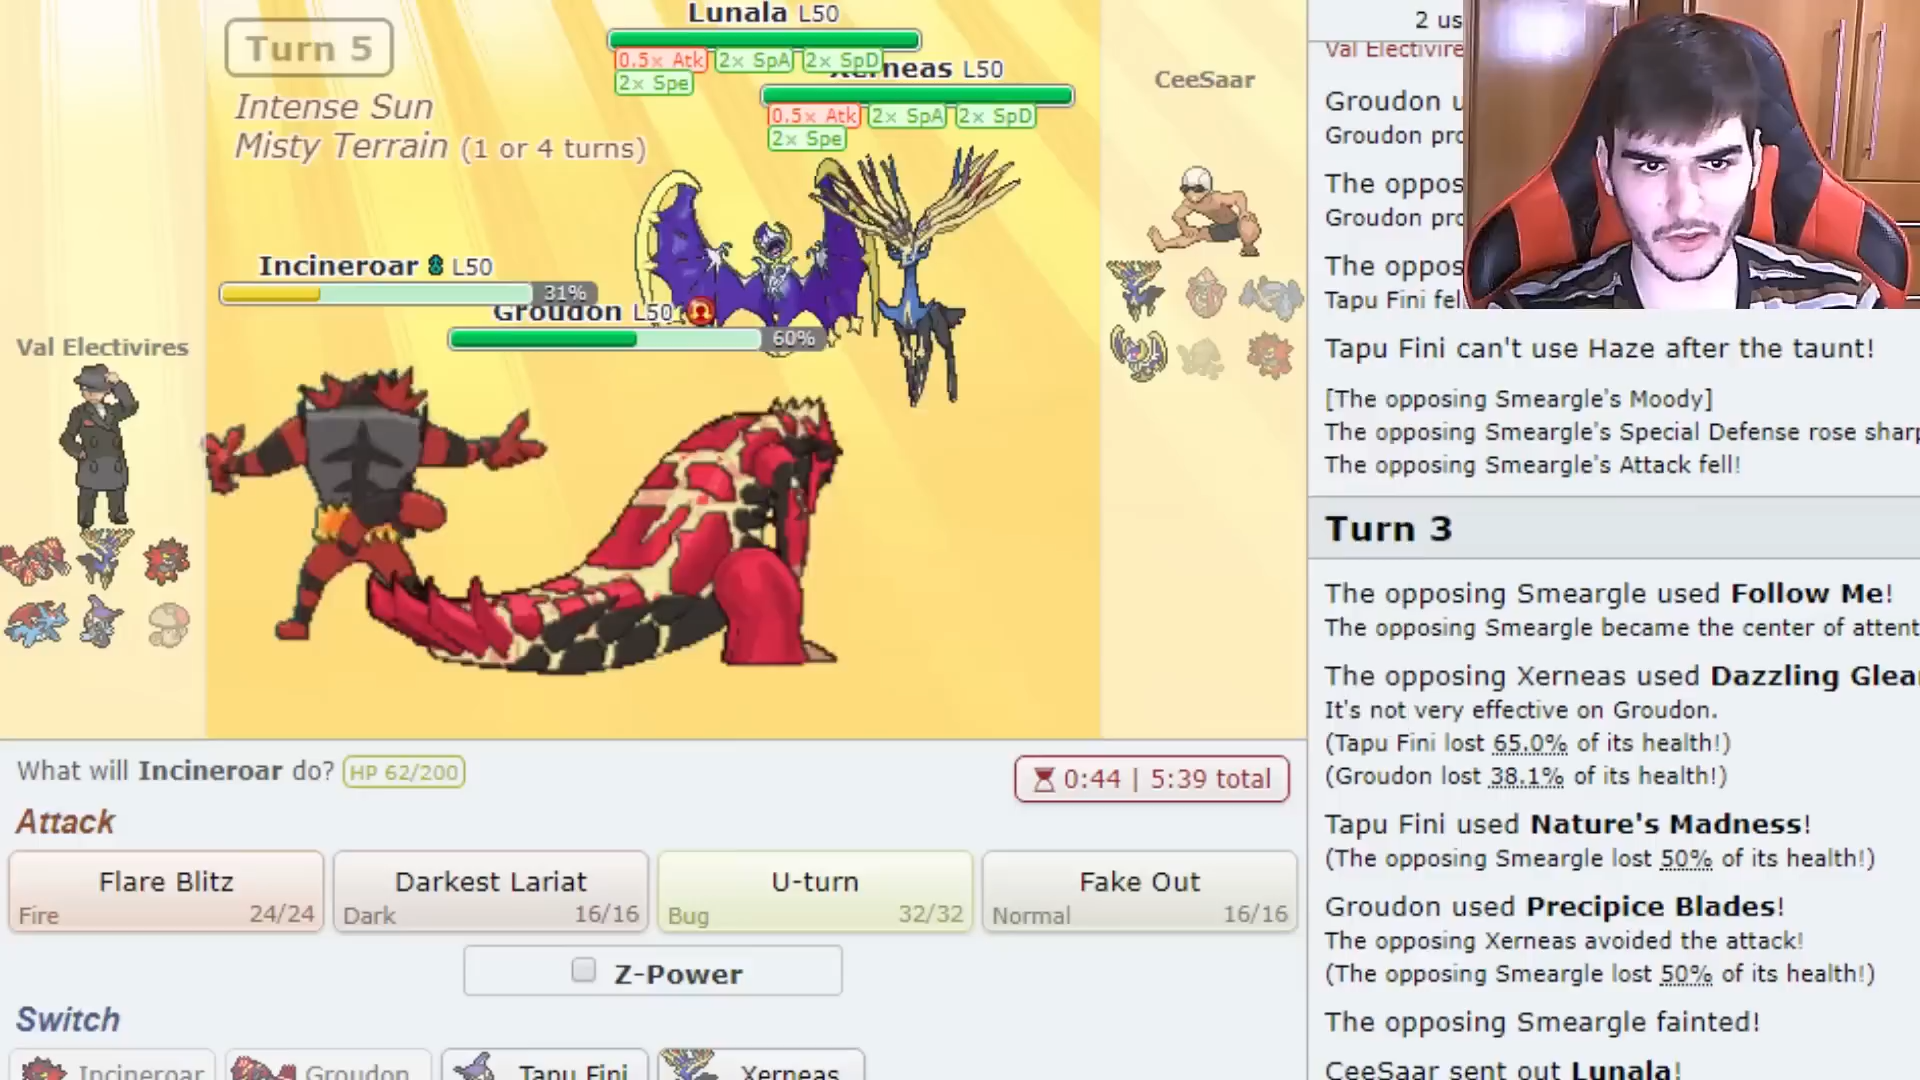 Turn 5
Intense Sun
Misty Terrain (1 or 4 turns)
Lunala L50
0.5× Atk 2× SpA 2× SpD
2× Spe
Xerneas L50
0.5× Atk 2× SpA 2× SpD
2× Spe
Incineroar L50
31%
Groudon L50
60%
Val Electivires
CeeSaar
What will Incineroar do? HP 62/200
0:44 | 5:39 total
Attack
Flare Blitz
Fire 24/24
Darkest Lariat
Dark 16/16
U-turn
Bug 32/32
Fake Out
Normal 16/16
Z-Power
Switch
Incineroar
Groudon
Tapu Fini
Xerneas
2 us
Val Electivire
Groudon u
Groudon pro
The oppos
Groudon pro
The oppos
Tapu Fini fel
Tapu Fini can't use Haze after the taunt!
[The opposing Smeargle's Moody]
The opposing Smeargle's Special Defense rose sharp
The opposing Smeargle's Attack fell!
Turn 3
The opposing Smeargle used Follow Me!
The opposing Smeargle became the center of attent
The opposing Xerneas used Dazzling Glea
It's not very effective on Groudon.
(Tapu Fini lost 65.0% of its health!)
(Groudon lost 38.1% of its health!)
Tapu Fini used Nature's Madness!
(The opposing Smeargle lost 50% of its health!)
Groudon used Precipice Blades!
The opposing Xerneas avoided the attack!
(The opposing Smeargle lost 50% of its health!)
The opposing Smeargle fainted!
CeeSaar sent out Lunala!